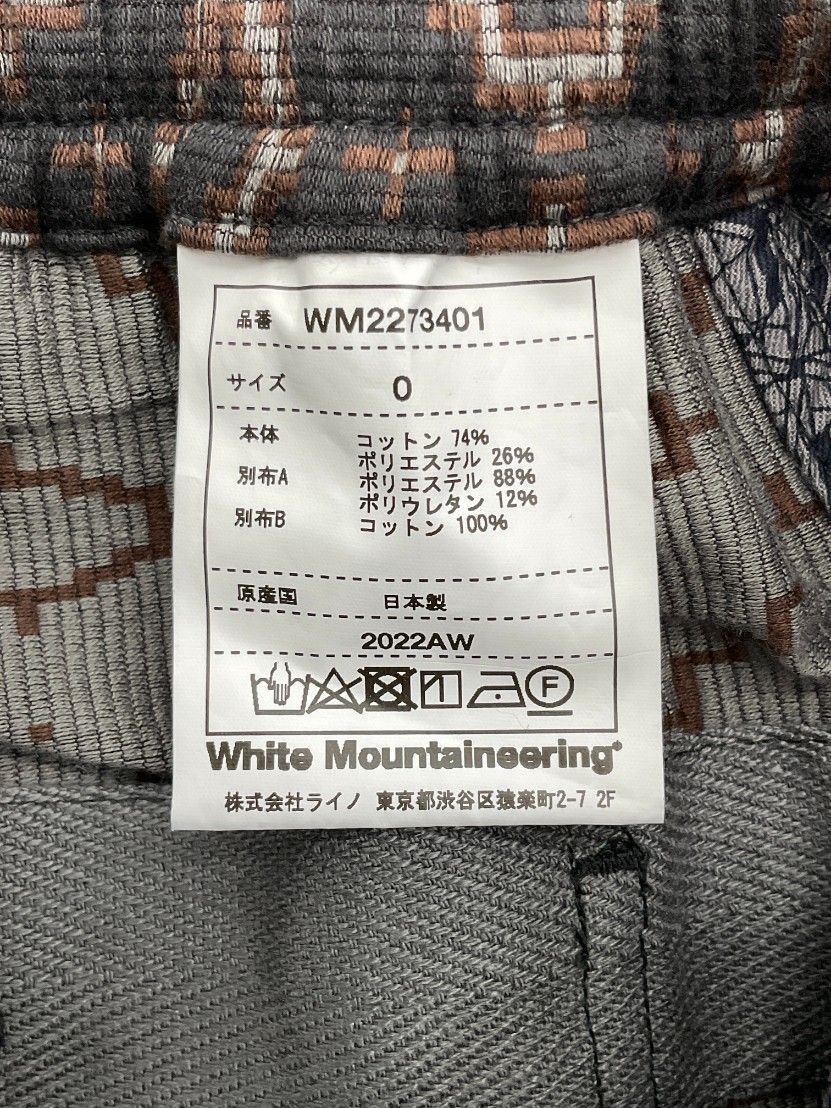 品番 WM2273401
サイズ 0
本体 コットン 74%
ポリエステル 26%
別布A ポリエステル 88%
ポリウレタン 12%
別布B コットン 100%
原産国 日本製
2022AW
F
White Mountaineering®
株式会社ライノ 東京都渋谷区猿楽町2-7 2F